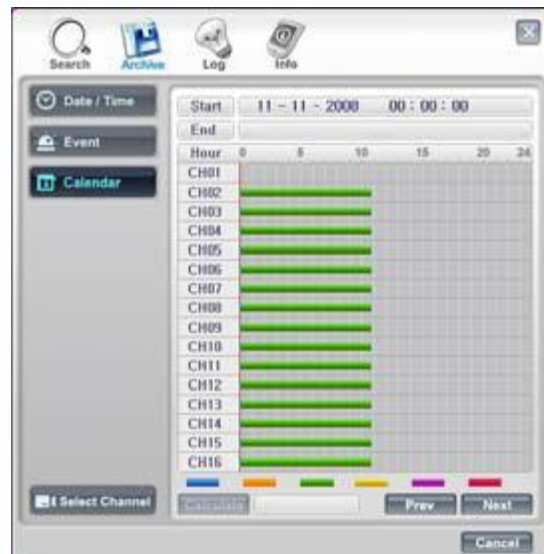 Search Archive Log Info
Date / Time
Event
Calendar
Start 11 - 11 - 2008 00 : 00 : 00
End
Hour 0 5 10 15 20 24
CH01
CH02
CH03
CH04
CH05
CH06
CH07
CH08
CH09
CH10
CH11
CH12
CH13
CH14
CH15
CH16
Select Channel
Calculate Prev Next
Cancel